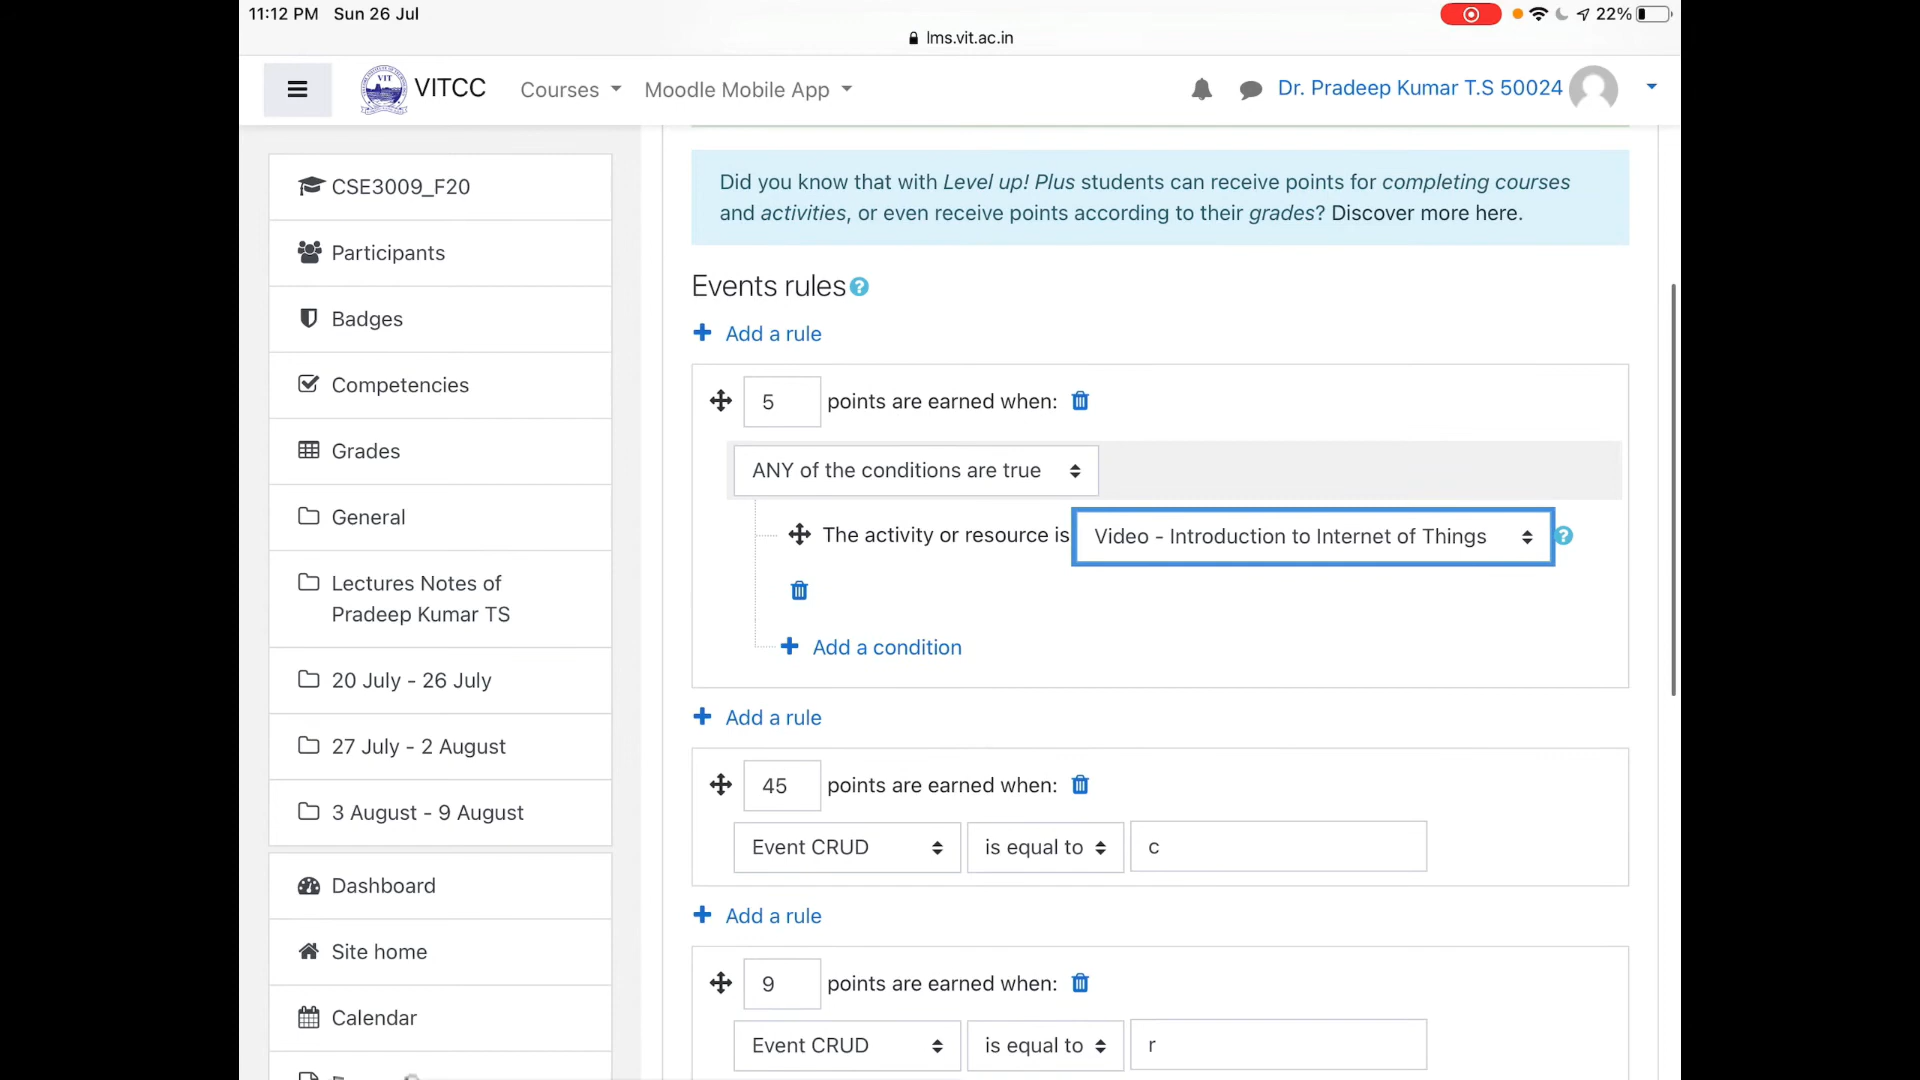 11:12 PM Sun 26 Jul
22%
lms.vit.ac.in
VIT
VITCC
Courses
Moodle Mobile App
Dr. Pradeep Kumar T.S 50024
CSE3009_F20
Participants
Badges
Competencies
Grades
General
Lectures Notes of
Pradeep Kumar TS
20 July - 26 July
27 July - 2 August
3 August - 9 August
Dashboard
Site home
Calendar
Did you know that with Level up! Plus students can receive points for completing courses
and activities, or even receive points according to their grades? Discover more here.
Events rules
Add a rule
5 points are earned when:
ANY of the conditions are true
The activity or resource is Video - Introduction to Internet of Things
Add a condition
Add a rule
45 points are earned when:
Event CRUD is equal to c
Add a rule
9 points are earned when:
Event CRUD is equal to r